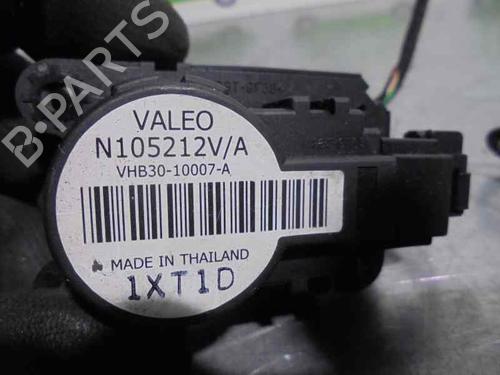 B-PARTS
VALEO
N105212V/A
VHB30-10007-A
MADE IN THAILAND
1XT1D